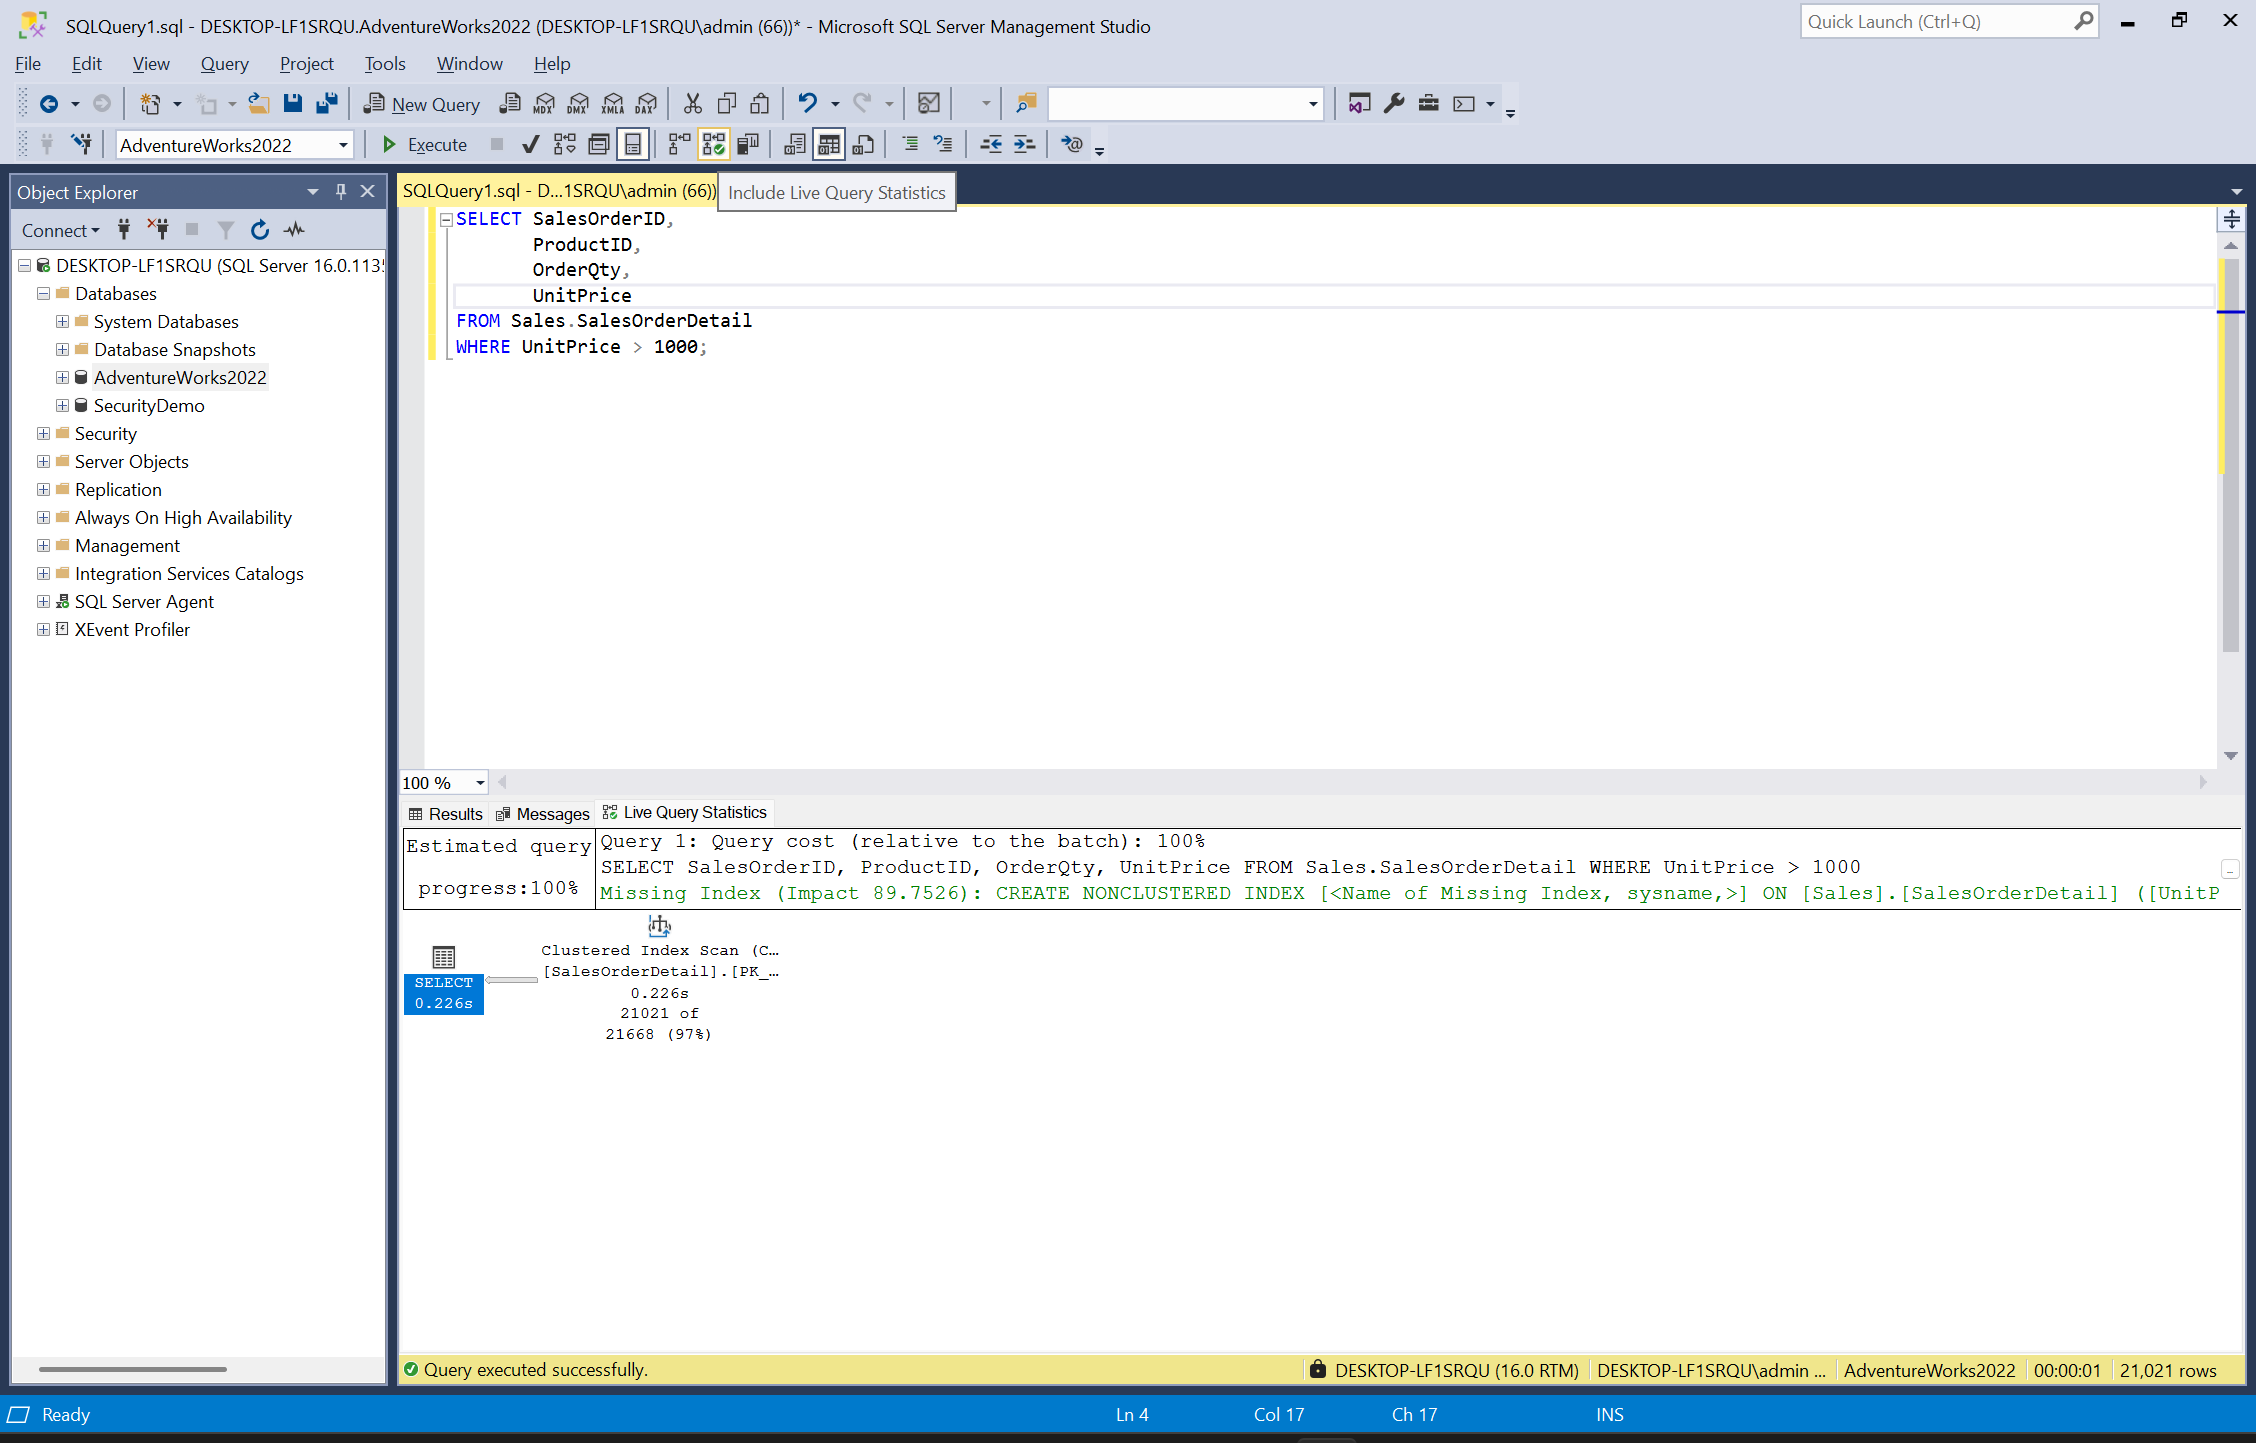 SQLQuery1.sql - DESKTOP-LF1SRQU.AdventureWorks2022 (DESKTOP-LF1SRQU\admin (66))* - Microsoft SQL Server Management Studio
Quick Launch (Ctrl+Q)
File Edit View Query Project Tools Window Help
New Query MDX DMX XMLA DAX
AdventureWorks2022 Execute
Object Explorer
Connect
DESKTOP-LF1SRQU (SQL Server 16.0.1135
Databases
System Databases
Database Snapshots
AdventureWorks2022
SecurityDemo
Security
Server Objects
Replication
Always On High Availability
Management
Integration Services Catalogs
SQL Server Agent
XEvent Profiler
SQLQuery1.sql - D...1SRQU\admin (66))
Include Live Query Statistics
SELECT SalesOrderID,
ProductID,
OrderQty,
UnitPrice
FROM Sales.SalesOrderDetail
WHERE UnitPrice > 1000;
100 %
Results Messages Live Query Statistics
Estimated query
progress:100%
Query 1: Query cost (relative to the batch): 100%
SELECT SalesOrderID, ProductID, OrderQty, UnitPrice FROM Sales.SalesOrderDetail WHERE UnitPrice > 1000
Missing Index (Impact 89.7526): CREATE NONCLUSTERED INDEX [<Name of Missing Index, sysname,>] ON [Sales].[SalesOrderDetail] ([UnitP
SELECT
0.226s
Clustered Index Scan (C...
[SalesOrderDetail].[PK_...
0.226s
21021 of
21668 (97%)
Query executed successfully.
DESKTOP-LF1SRQU (16.0 RTM) DESKTOP-LF1SRQU\admin ... AdventureWorks2022 00:00:01 21,021 rows
Ready Ln 4 Col 17 Ch 17 INS